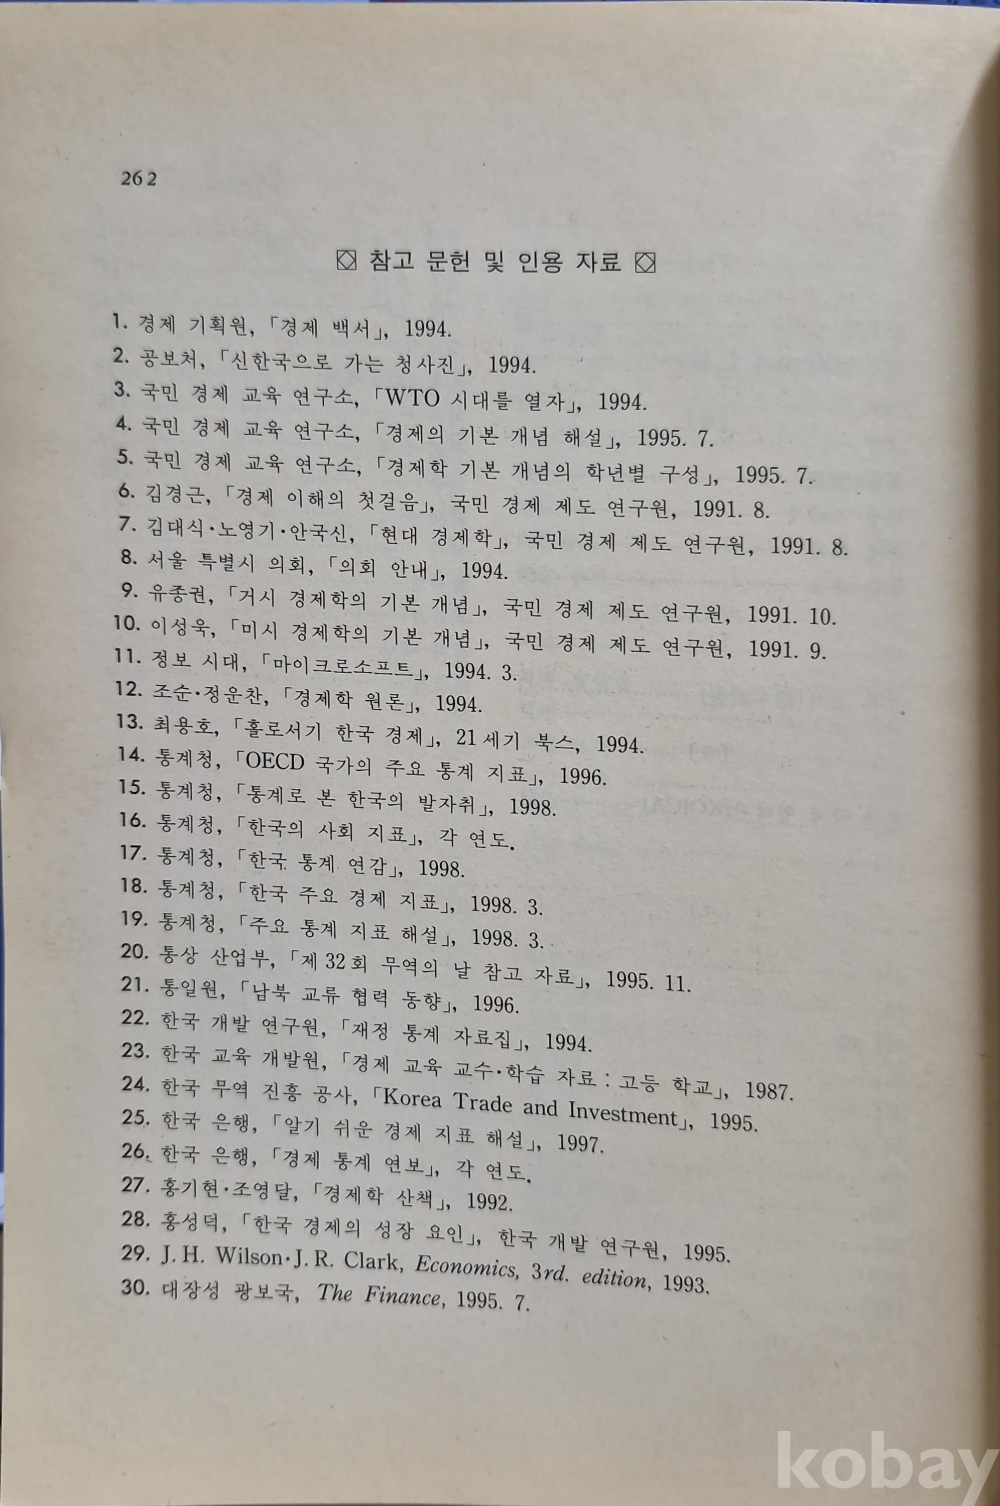 262
참고 문헌 및 인용 자료
1. 경제 기획원, 「경제 백서」, 1994.
2. 공보처, 「신한국으로 가는 청사진」, 1994.
3. 국민 경제 교육 연구소, 「WTO 시대를 열자」, 1994.
4. 국민 경제 교육 연구소, 「경제의 기본 개념 해설」, 1995. 7.
5. 국민 경제 교육 연구소, 「경제학 기본 개념의 학년별 구성」, 1995. 7.
6. 김경근, 「경제 이해의 첫걸음」, 국민 경제 제도 연구원, 1991. 8.
7. 김대식·노영기·안국신, 「현대 경제학」, 국민 경제 제도 연구원, 1991. 8.
8. 서울 특별시 의회, 「의회 안내」, 1994.
9. 유종권, 「거시 경제학의 기본 개념」, 국민 경제 제도 연구원, 1991. 10.
10. 이성욱, 「미시 경제학의 기본 개념」, 국민 경제 제도 연구원, 1991. 9.
11. 정보 시대, 「마이크로소프트」, 1994. 3.
12. 조순·정운찬, 「경제학 원론」, 1994.
13. 최용호, 「홀로서기 한국 경제」, 21세기 북스, 1994.
14. 통계청, 「OECD 국가의 주요 통계 지표」, 1996.
15. 통계청, 「통계로 본 한국의 발자취」, 1998.
16. 통계청, 「한국의 사회 지표」, 각 연도.
17. 통계청, 「한국 통계 연감」, 1998.
18. 통계청, 「한국 주요 경제 지표」, 1998. 3.
19. 통계청, 「주요 통계 지표 해설」, 1998. 3.
20. 통상 산업부, 「제 32회 무역의 날 참고 자료」, 1995. 11.
21. 통일원, 「남북 교류 협력 동향」, 1996.
22. 한국 개발 연구원, 「재정 통계 자료집」, 1994.
23. 한국 교육 개발원, 「경제 교육 교수·학습 자료 : 고등 학교」, 1987.
24. 한국 무역 진흥 공사, 「Korea Trade and Investment」, 1995.
25. 한국 은행, 「알기 쉬운 경제 지표 해설」, 1997.
26. 한국 은행, 「경제 통계 연보」, 각 연도.
27. 홍기현·조영달, 「경제학 산책」, 1992.
28. 홍성덕, 「한국 경제의 성장 요인」, 한국 개발 연구원, 1995.
29. J. H. Wilson·J. R. Clark, Economics, 3rd. edition, 1993.
30. 대장성 광보국, The Finance, 1995. 7.
kobay